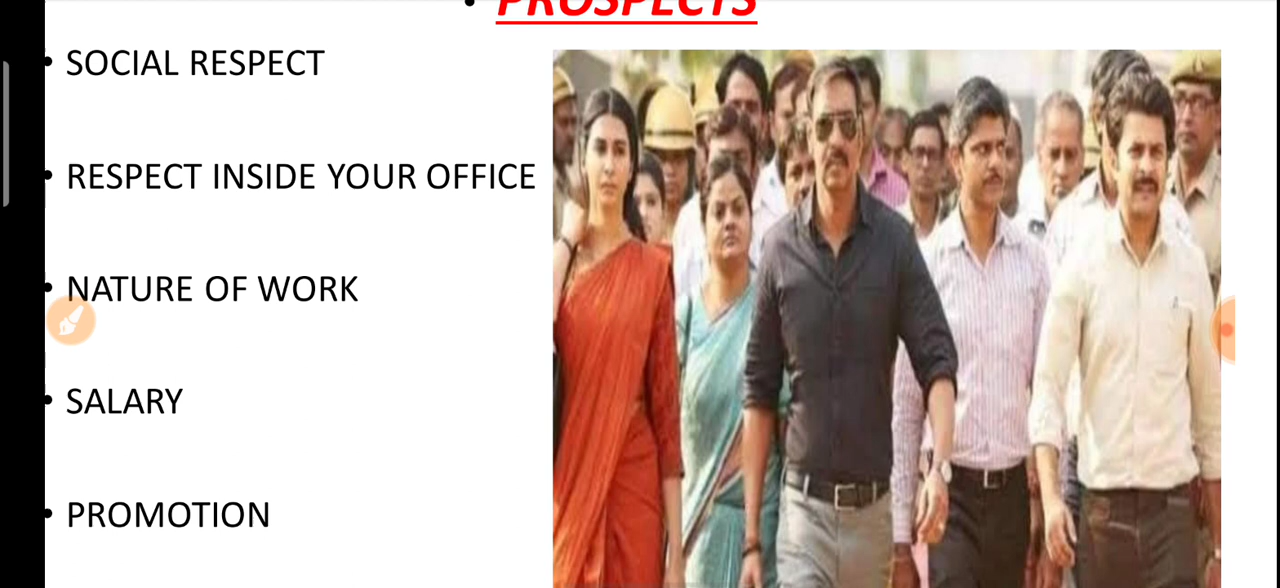 • PROSPECTS
• SOCIAL RESPECT
• RESPECT INSIDE YOUR OFFICE
• NATURE OF WORK
• SALARY
• PROMOTION